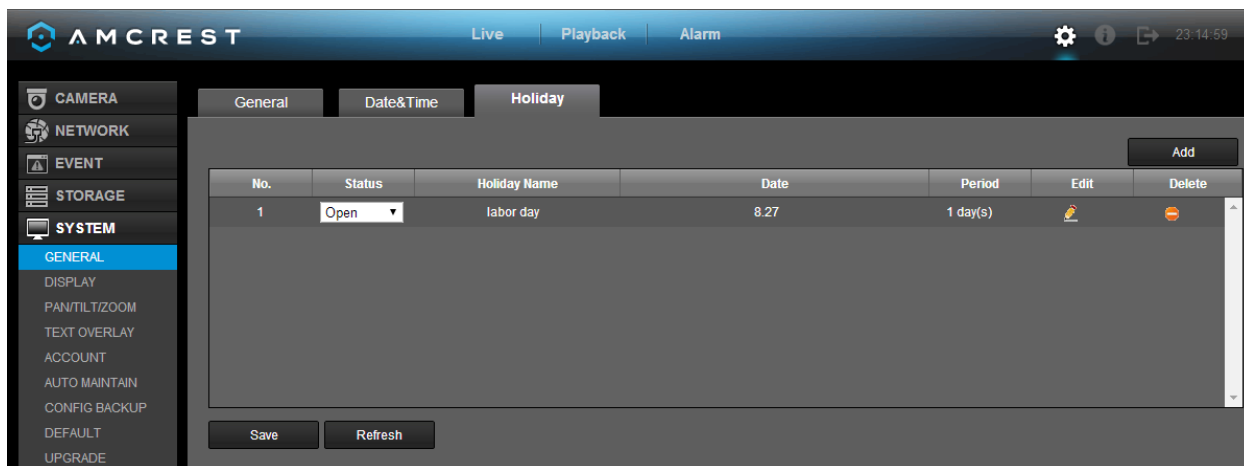 AMCREST
Live Playback Alarm
23:14:59
CAMERA
NETWORK
EVENT
STORAGE
SYSTEM
GENERAL
DISPLAY
PAN/TILT/ZOOM
TEXT OVERLAY
ACCOUNT
AUTO MAINTAIN
CONFIG BACKUP
DEFAULT
UPGRADE
General Date&Time Holiday
Add
No. Status Holiday Name Date Period Edit Delete
1 Open labor day 8.27 1 day(s)
Save Refresh